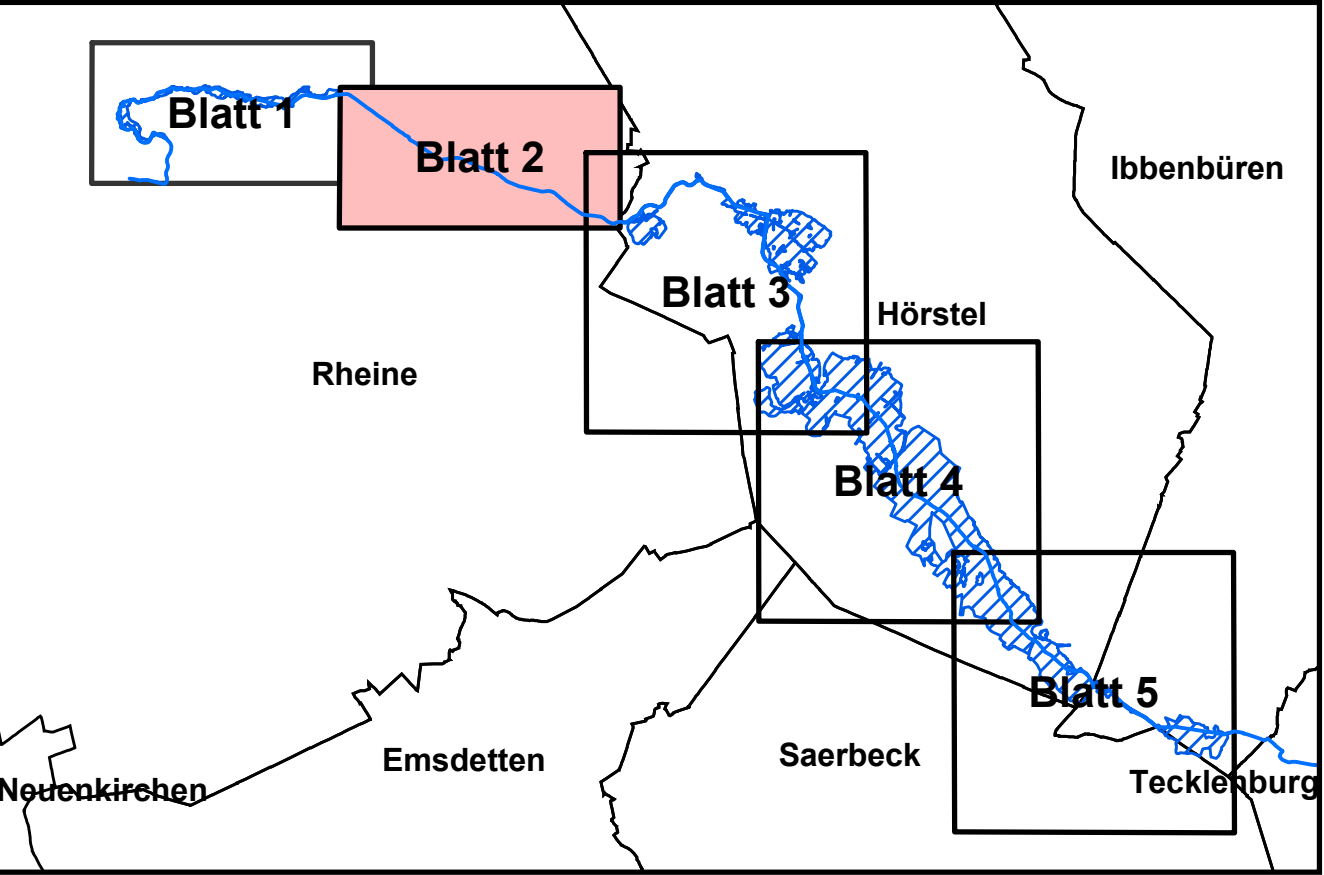 Blatt 1
Blatt 2
Ibbenbüren
Blatt 3
Hörstel
Rheine
Blatt 4
Blatt 5
Emsdetten
Saerbeck
Tecklenburg
Neuenkirchen